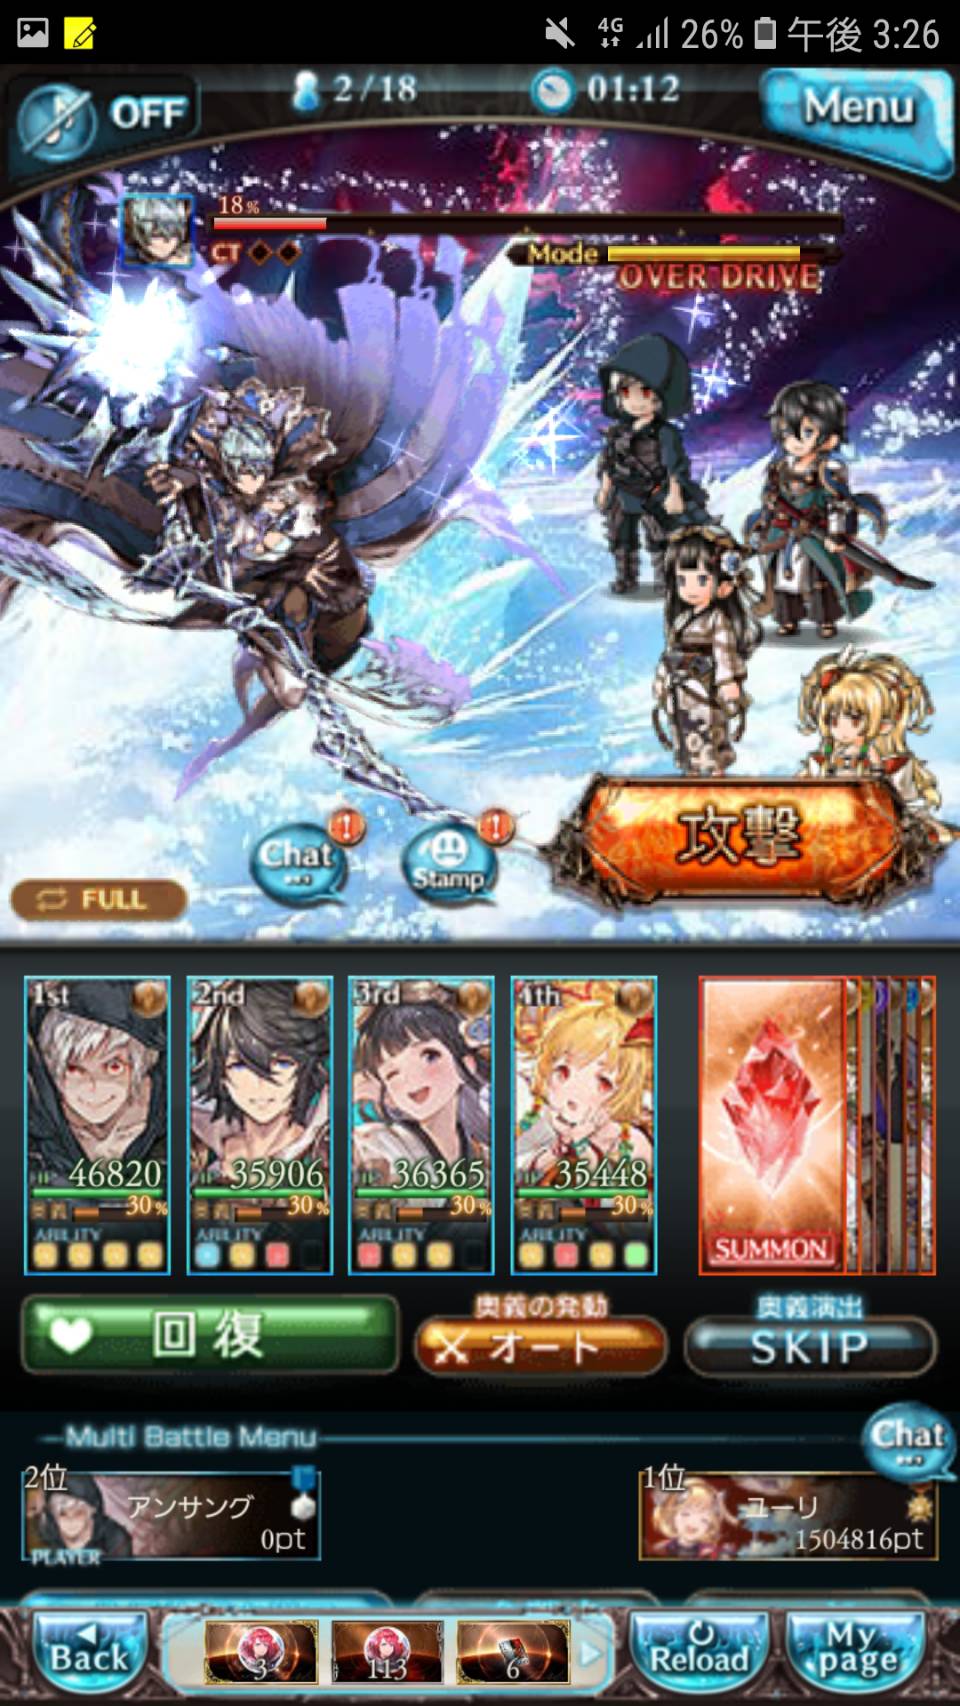 4G 26% 午後 3:26
OFF
2/18
01:12
Menu
18%
CT
Mode
OVER DRIVE
Chat
Stamp
攻撃
FULL
1st
2nd
3rd
4th
46820
35906
36365
35448
30%
30%
30%
30%
ABILITY
ABILITY
ABILITY
ABILITY
SUMMON
回復
奥義の発動
オート
奥義演出
SKIP
Multi Battle Menu
Chat
2位
アンサング
0pt
PLAYER
1位
ユーリ
1504816pt
Back
3
113
6
Reload
My page